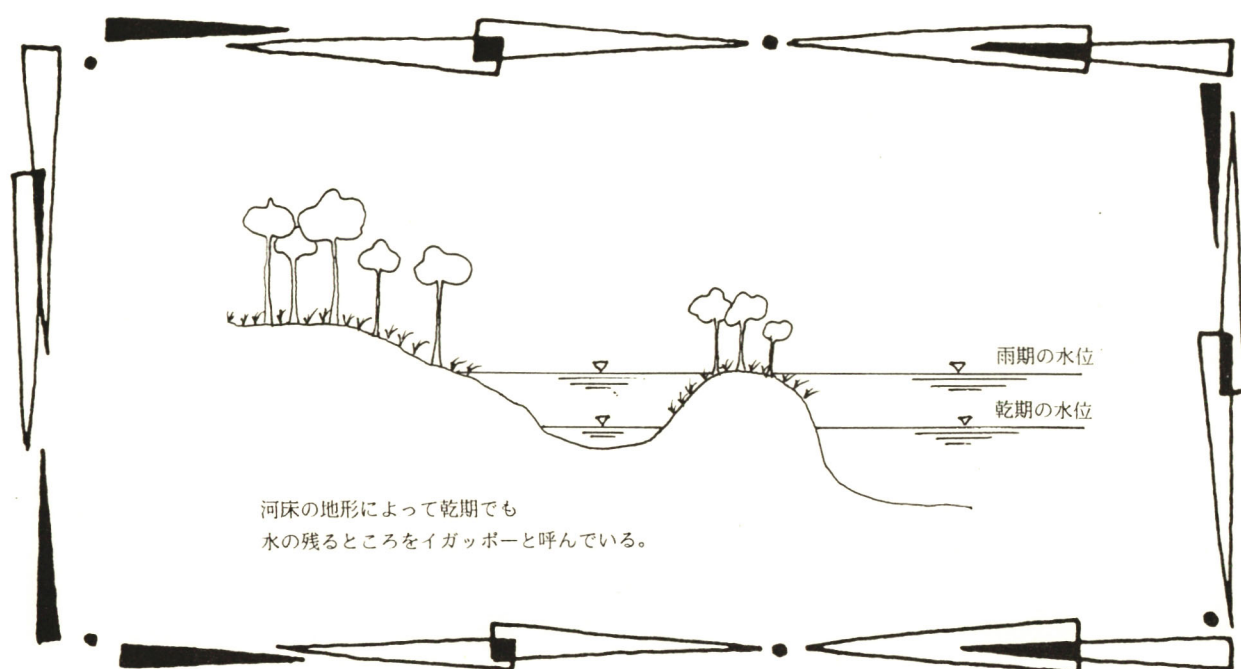 雨期の水位
乾期の水位
河床の地形によって乾期でも
水の残るところをイガッポーと呼んでいる。